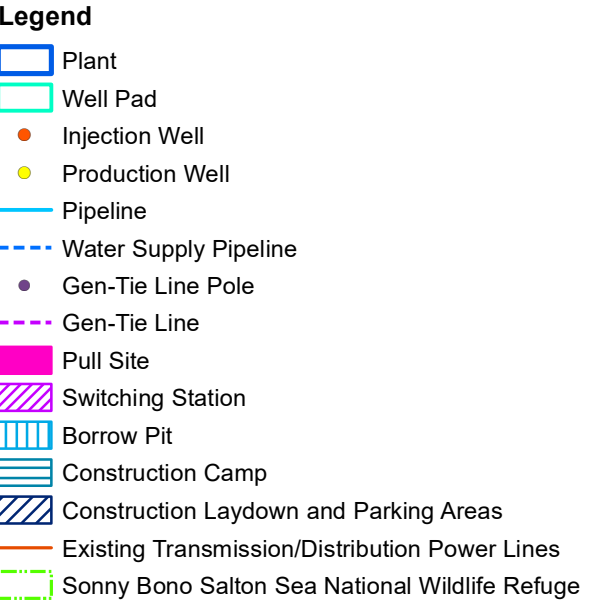 Legend
Plant
Well Pad
Injection Well
Production Well
Pipeline
Water Supply Pipeline
Gen-Tie Line Pole
Gen-Tie Line
Pull Site
Switching Station
Borrow Pit
Construction Camp
Construction Laydown and Parking Areas
Existing Transmission/Distribution Power Lines
Sonny Bono Salton Sea National Wildlife Refuge